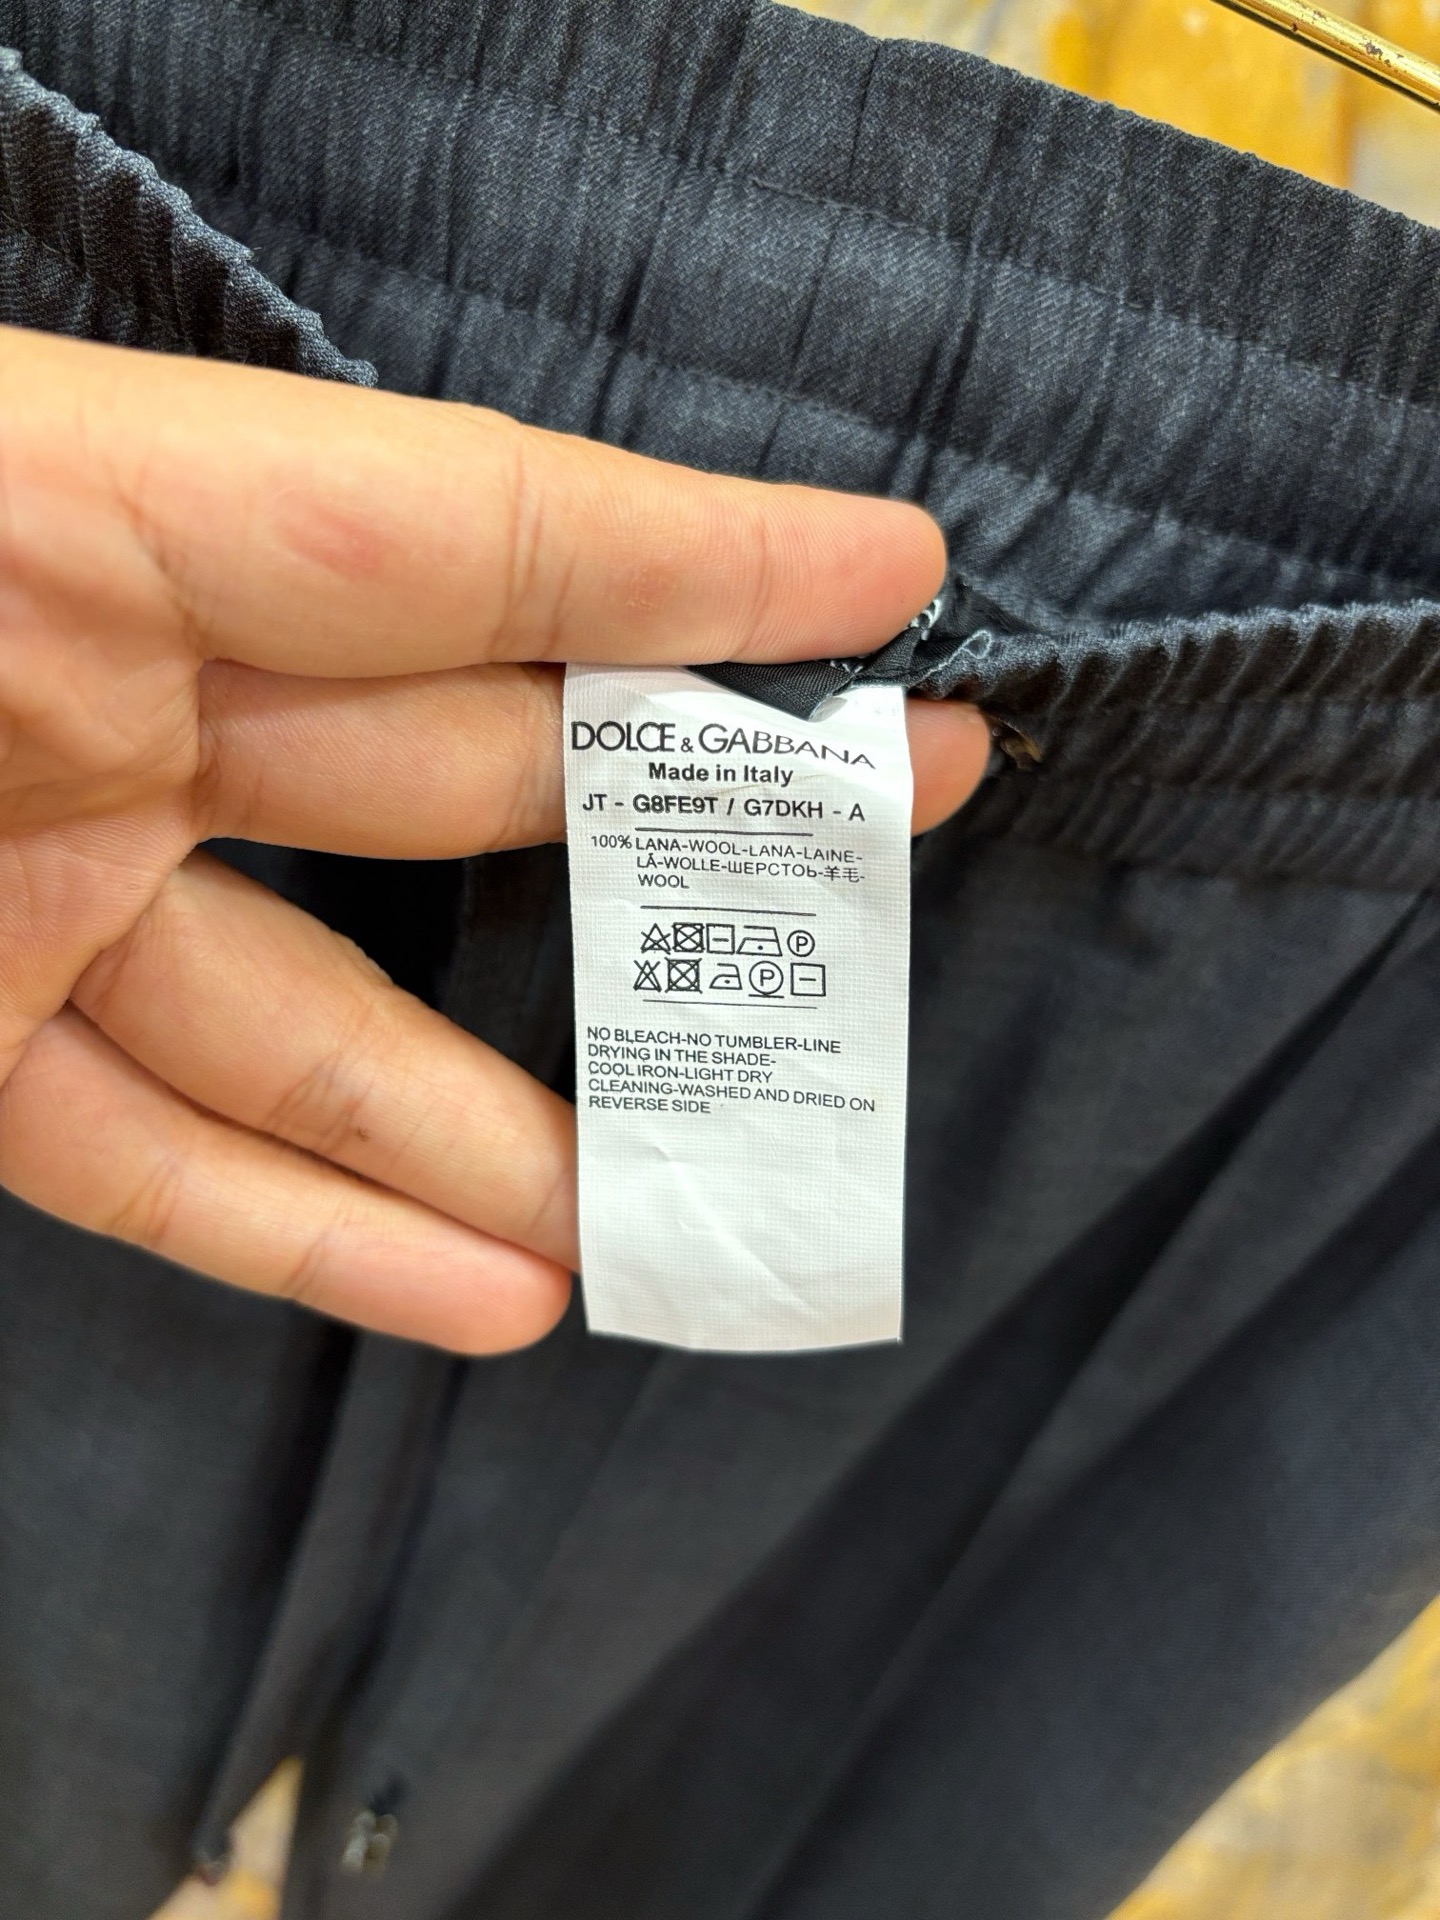 DOLCE & GABBANA
Made in Italy
JT - G8FE9T / G7DKH - A
100% LANA-WOOL-LANA-LAINE-
LÃ-WOLLE-ШЕРСТОЬ-羊毛-
WOOL
P
P
NO BLEACH-NO TUMBLER-LINE
DRYING IN THE SHADE-
COOL IRON-LIGHT DRY
CLEANING-WASHED AND DRIED ON
REVERSE SIDE